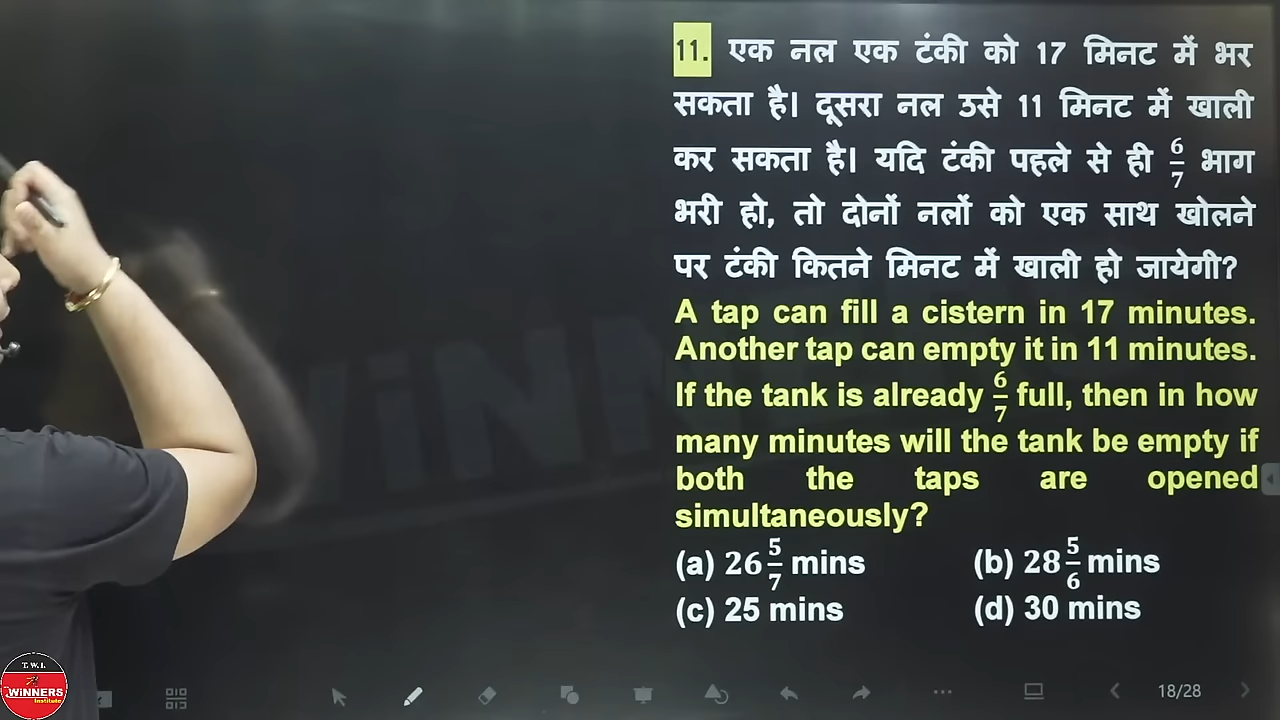 11. एक नल एक टंकी को 17 मिनट में भर
सकता है। दूसरा नल उसे 11 मिनट में खाली
कर सकता है। यदि टंकी पहले से ही 6/7 भाग
भरी हो, तो दोनों नलों को एक साथ खोलने
पर टंकी कितने मिनट में खाली हो जायेगी?
A tap can fill a cistern in 17 minutes.
Another tap can empty it in 11 minutes.
If the tank is already 6/7 full, then in how
many minutes will the tank be empty if
both the taps are opened
simultaneously?
(a) 26 5/7 mins (b) 28 5/6 mins
(c) 25 mins (d) 30 mins
T.W.I.
WiNNERS
Institute
18/28